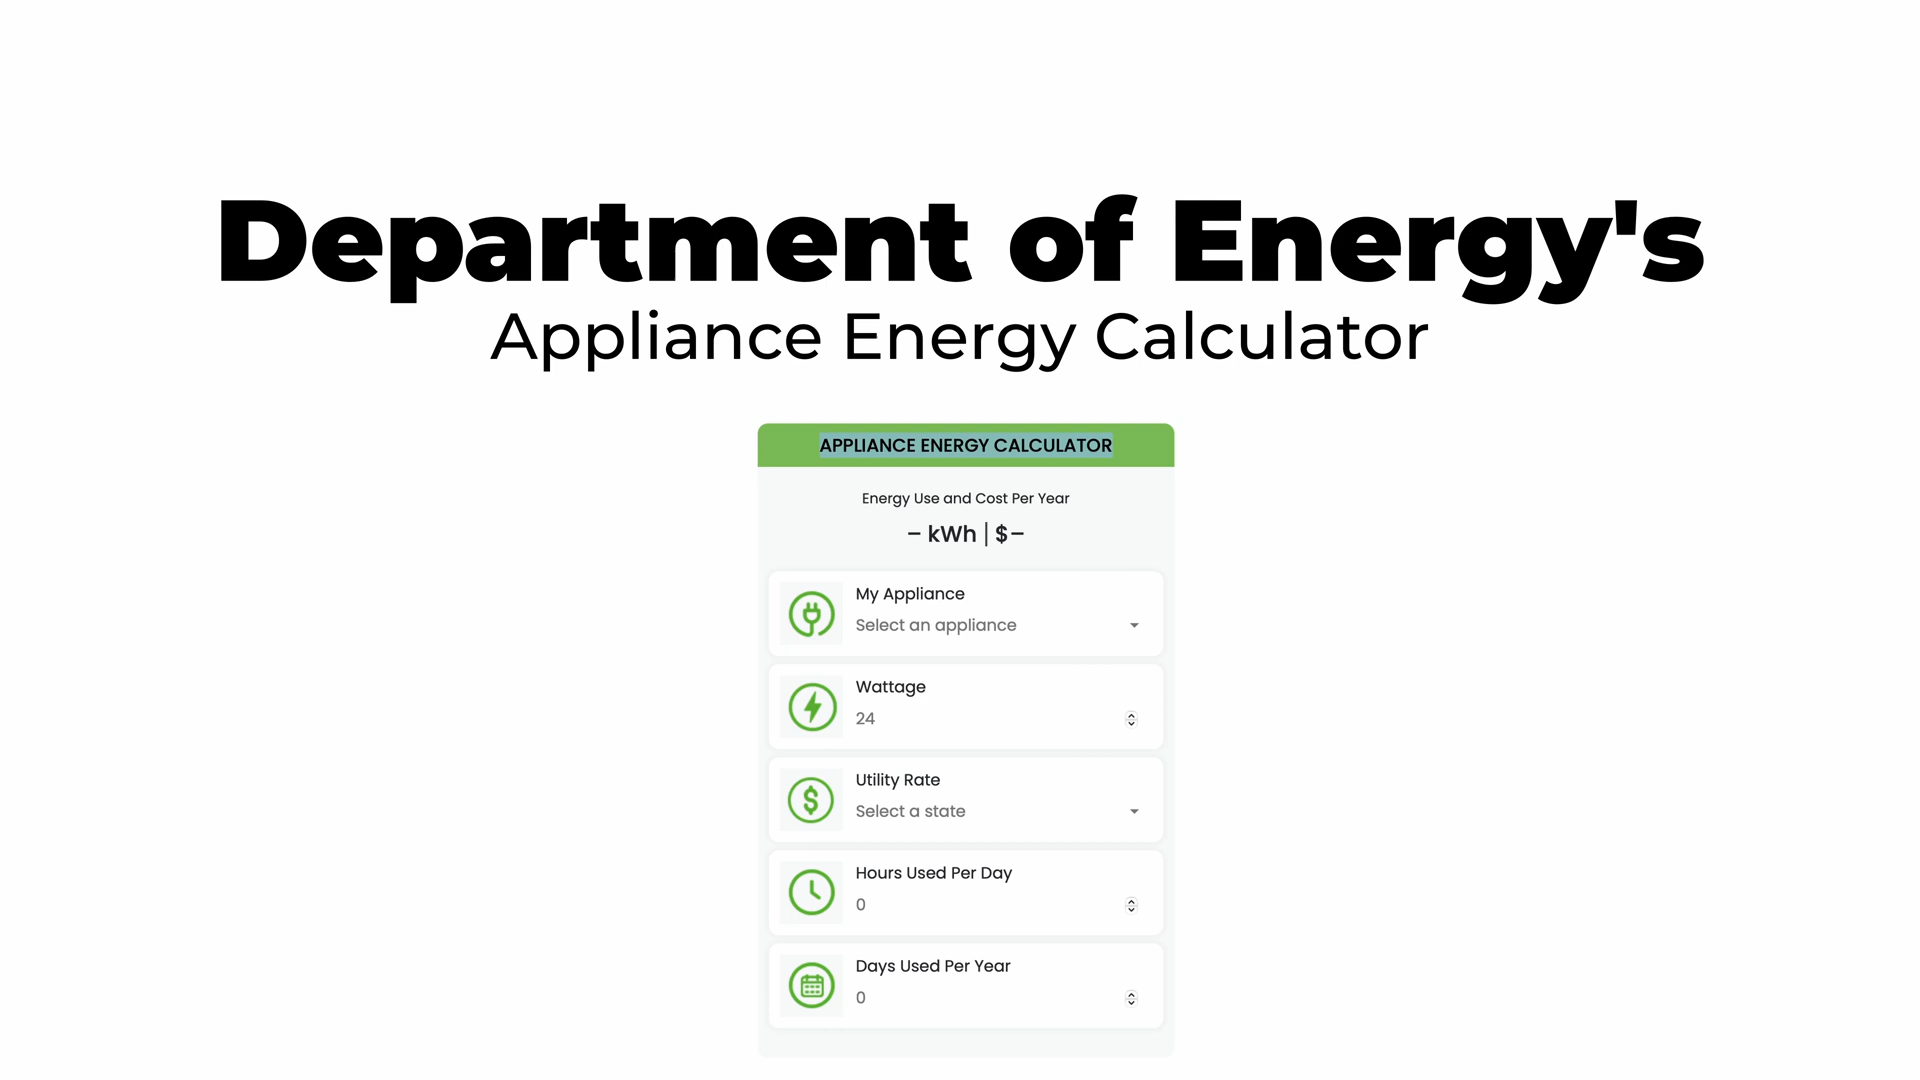 Department of Energy's
Appliance Energy Calculator
APPLIANCE ENERGY CALCULATOR
Energy Use and Cost Per Year
– kWh | $–
My Appliance
Select an appliance
Wattage
24
Utility Rate
Select a state
Hours Used Per Day
0
Days Used Per Year
0